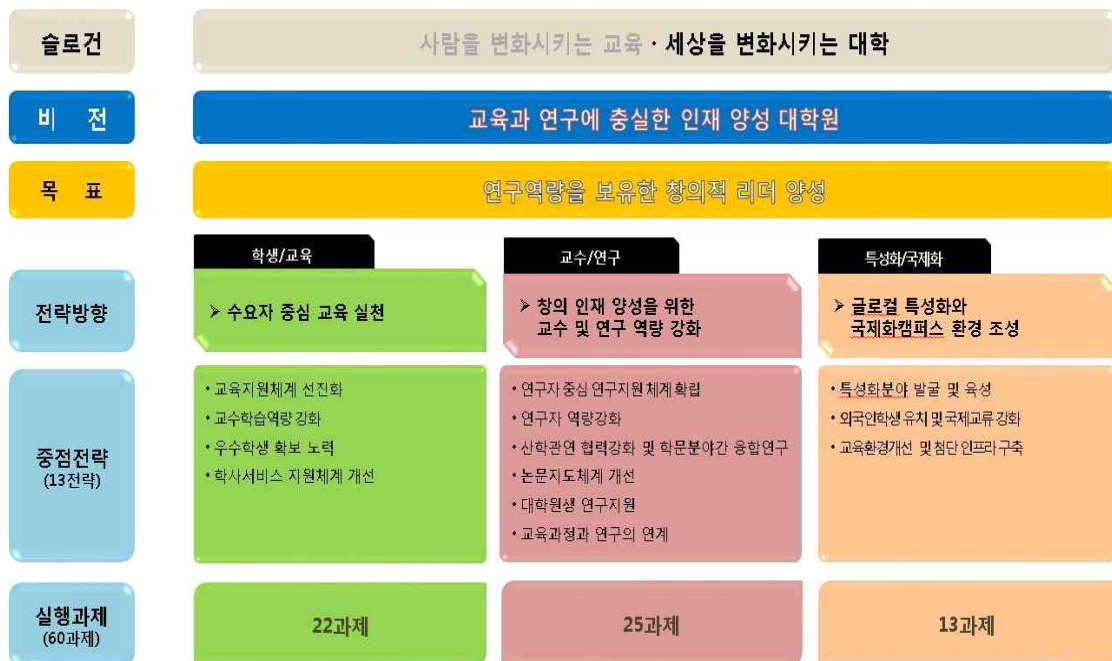 슬로건
사람을 변화시키는 교육 · 세상을 변화시키는 대학
비 전
교육과 연구에 충실한 인재 양성 대학원
목 표
연구역량을 보유한 창의적 리더 양성
학생/교육
교수/연구
특성화/국제화
전략방향
➢ 수요자 중심 교육 실천
➢ 창의 인재 양성을 위한
교수 및 연구 역량 강화
➢ 글로컬 특성화와
국제화캠퍼스 환경 조성
중점전략
(13전략)
• 교육지원체계 선진화
• 교수학습역량 강화
• 우수학생 확보 노력
• 학사서비스 지원체계 개선
• 연구자 중심 연구지원 체계 확립
• 연구자 역량강화
• 산학관연 협력강화 및 학문분야간 융합연구
• 논문지도체계 개선
• 대학원생 연구지원
• 교육과정과 연구의 연계
• 특성화분야 발굴 및 육성
• 외국인학생 유치 및 국제교류 강화
• 교육환경개선 및 첨단 인프라 구축
실행과제
(60과제)
22과제
25과제
13과제